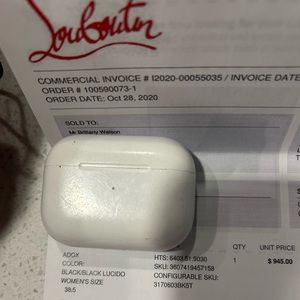 Louboutin
COMMERCIAL INVOICE # I2020-00055035 / INVOICE DATE
ORDER # 100590073-1
ORDER DATE: Oct 28, 2020
SOLD TO:
Mr Brittany Watson
QTY UNIT PRICE
ADOX HTS: 6403.51.9030 1 $ 945.00
COLOR: SKU: 3607419457158
BLACK/BLACK LUCIDO CONFIGURABLE SKU:
WOMEN'S SIZE 3170603BK5T
38.5